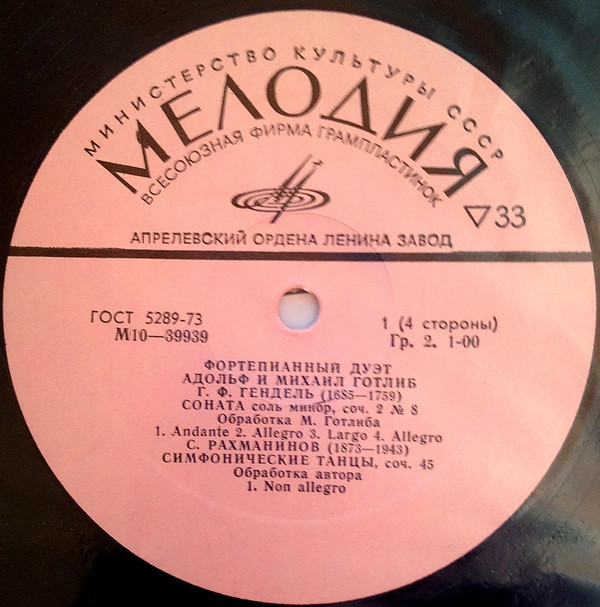 МИНИСТЕРСТВО КУЛЬТУРЫ СССР
МЕЛОДИЯ
ВСЕСОЮЗНАЯ ФИРМА ГРАМПЛАСТИНОК
▽33
АПРЕЛЕВСКИЙ ОРДЕНА ЛЕНИНА ЗАВОД
ГОСТ 5289-73
М10—39939
1 (4 стороны)
Гр. 2. 1-00
ФОРТЕПИАННЫЙ ДУЭТ
АДОЛЬФ И МИХАИЛ ГОТЛИБ
Г. Ф. ГЕНДЕЛЬ (1685—1759)
СОНАТА соль минор, соч. 2 № 8
Обработка М. Готлиба
1. Andante 2. Allegro 3. Largo 4. Allegro
С. РАХМАНИНОВ (1873—1943)
СИМФОНИЧЕСКИЕ ТАНЦЫ, соч. 45
Обработка автора
1. Non allegro